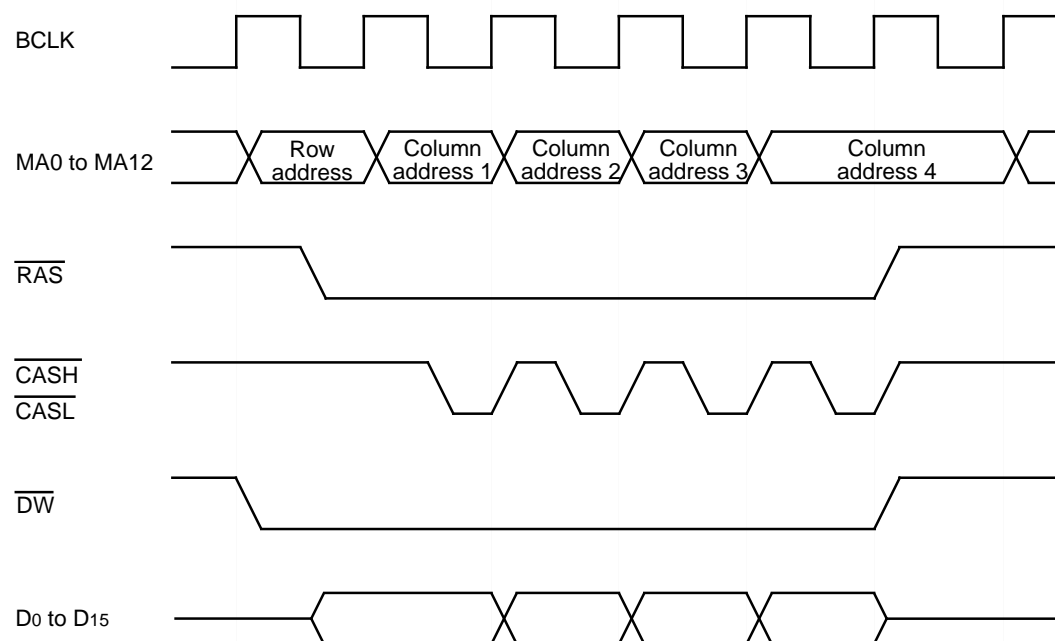 BCLK
MA0 to MA12
Row
address
Column
address 1
Column
address 2
Column
address 3
Column
address 4
RAS
CASH
CASL
DW
D0 to D15